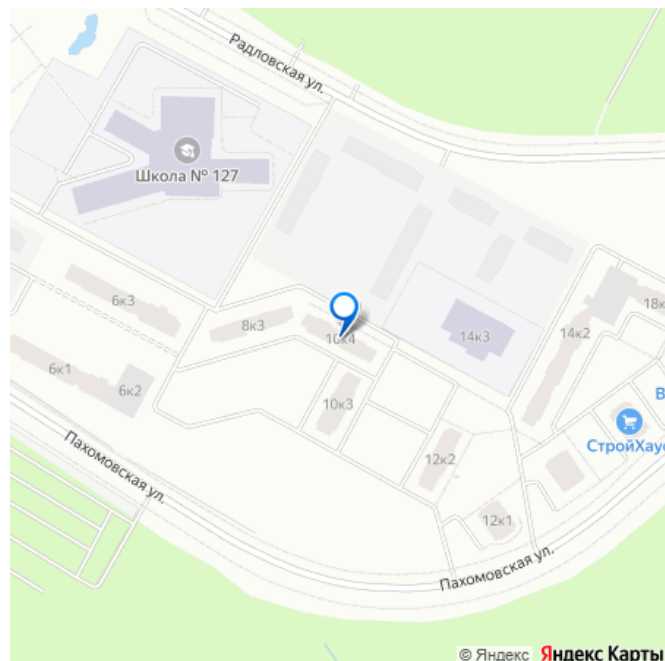 Радловская ул.
Школа № 127
6к3
8к3
10к4
14к3
14к2
18к
6к1
6к2
10к3
12к2
12к1
В
СтройХаус
Пахомовская ул.
Пахомовская ул.
© Яндекс Яндекс Карты